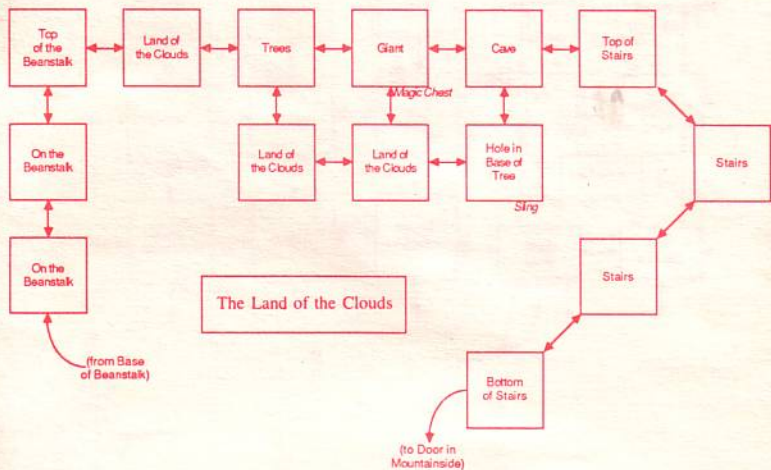 Top
of the
Beanstalk
Land of
the Clouds
Trees
Giant
Cave
Top of
Stairs
Magic Chest
On the
Beanstalk
Land of
the Clouds
Land of
the Clouds
Hole in
Base of
Tree
Sling
Stairs
On the
Beanstalk
The Land of the Clouds
Stairs
(from Base
of Beanstalk)
Bottom
of Stairs
(to Door in
Mountainside)